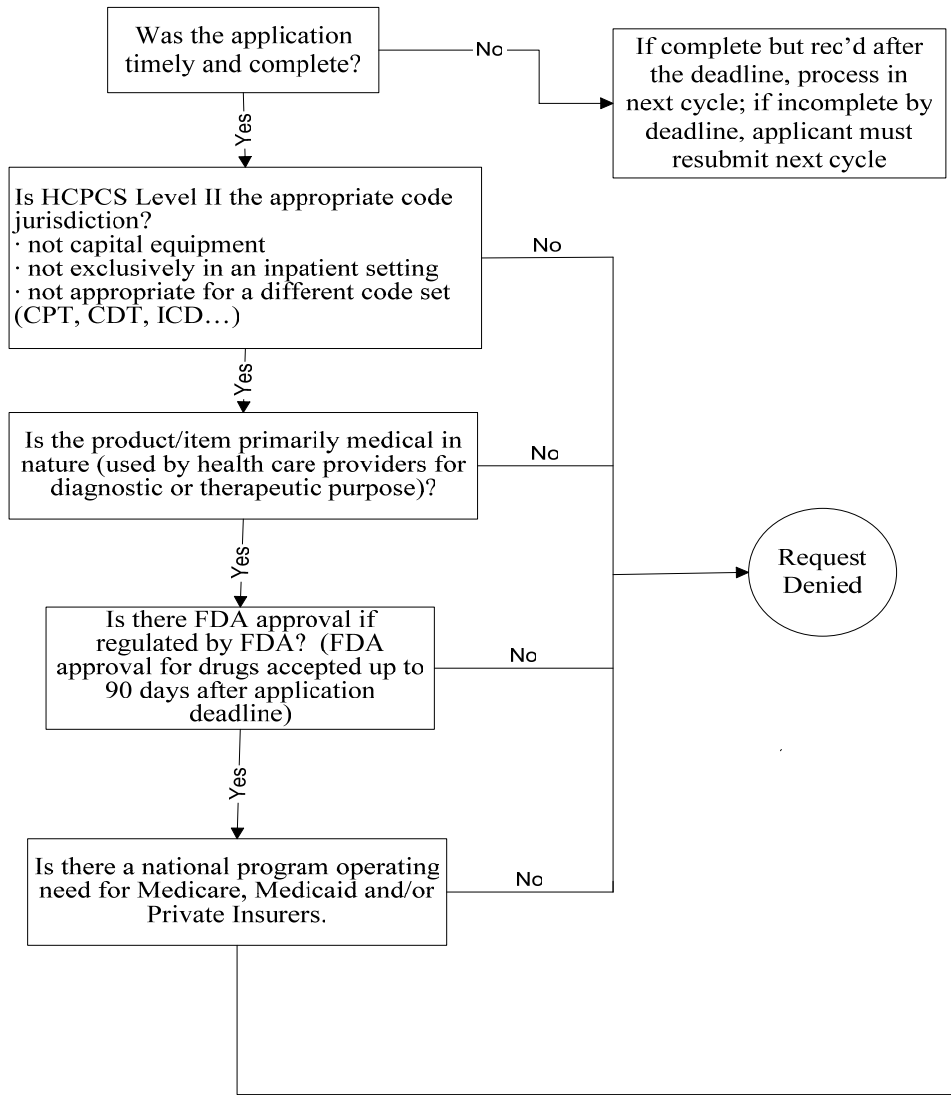 Was the application
timely and complete?
No
If complete but rec’d after
the deadline, process in
next cycle; if incomplete by
deadline, applicant must
resubmit next cycle
Yes
Is HCPCS Level II the appropriate code
jurisdiction?
· not capital equipment
· not exclusively in an inpatient setting
· not appropriate for a different code set
(CPT, CDT, ICD…)
No
Yes
Is the product/item primarily medical in
nature (used by health care providers for
diagnostic or therapeutic purpose)?
No
Request
Denied
Yes
Is there FDA approval if
regulated by FDA? (FDA
approval for drugs accepted up to
90 days after application
deadline)
No
Yes
Is there a national program operating
need for Medicare, Medicaid and/or
Private Insurers.
No